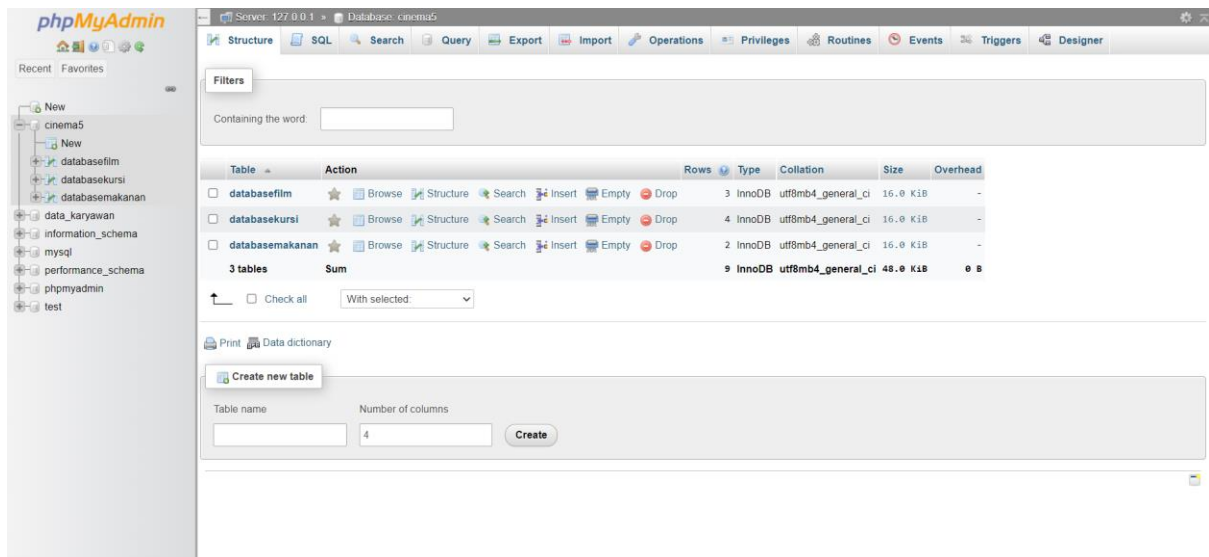 phpMyAdmin
Recent Favorites
New
cinema5
New
databasefilm
databasekursi
databasemakanan
data_karyawan
information_schema
mysql
performance_schema
phpmyadmin
test
Server: 127.0.0.1 » Database: cinema5
Structure SQL Search Query Export Import Operations Privileges Routines Events Triggers Designer
Filters
Containing the word:
Table Action Rows Type Collation Size Overhead
databasefilm Browse Structure Search Insert Empty Drop 3 InnoDB utf8mb4_general_ci 16.0 KiB -
databasekursi Browse Structure Search Insert Empty Drop 4 InnoDB utf8mb4_general_ci 16.0 KiB -
databasemakanan Browse Structure Search Insert Empty Drop 2 InnoDB utf8mb4_general_ci 16.0 KiB -
3 tables Sum 9 InnoDB utf8mb4_general_ci 48.0 KiB 0 B
Check all With selected:
Print Data dictionary
Create new table
Table name Number of columns
4 Create